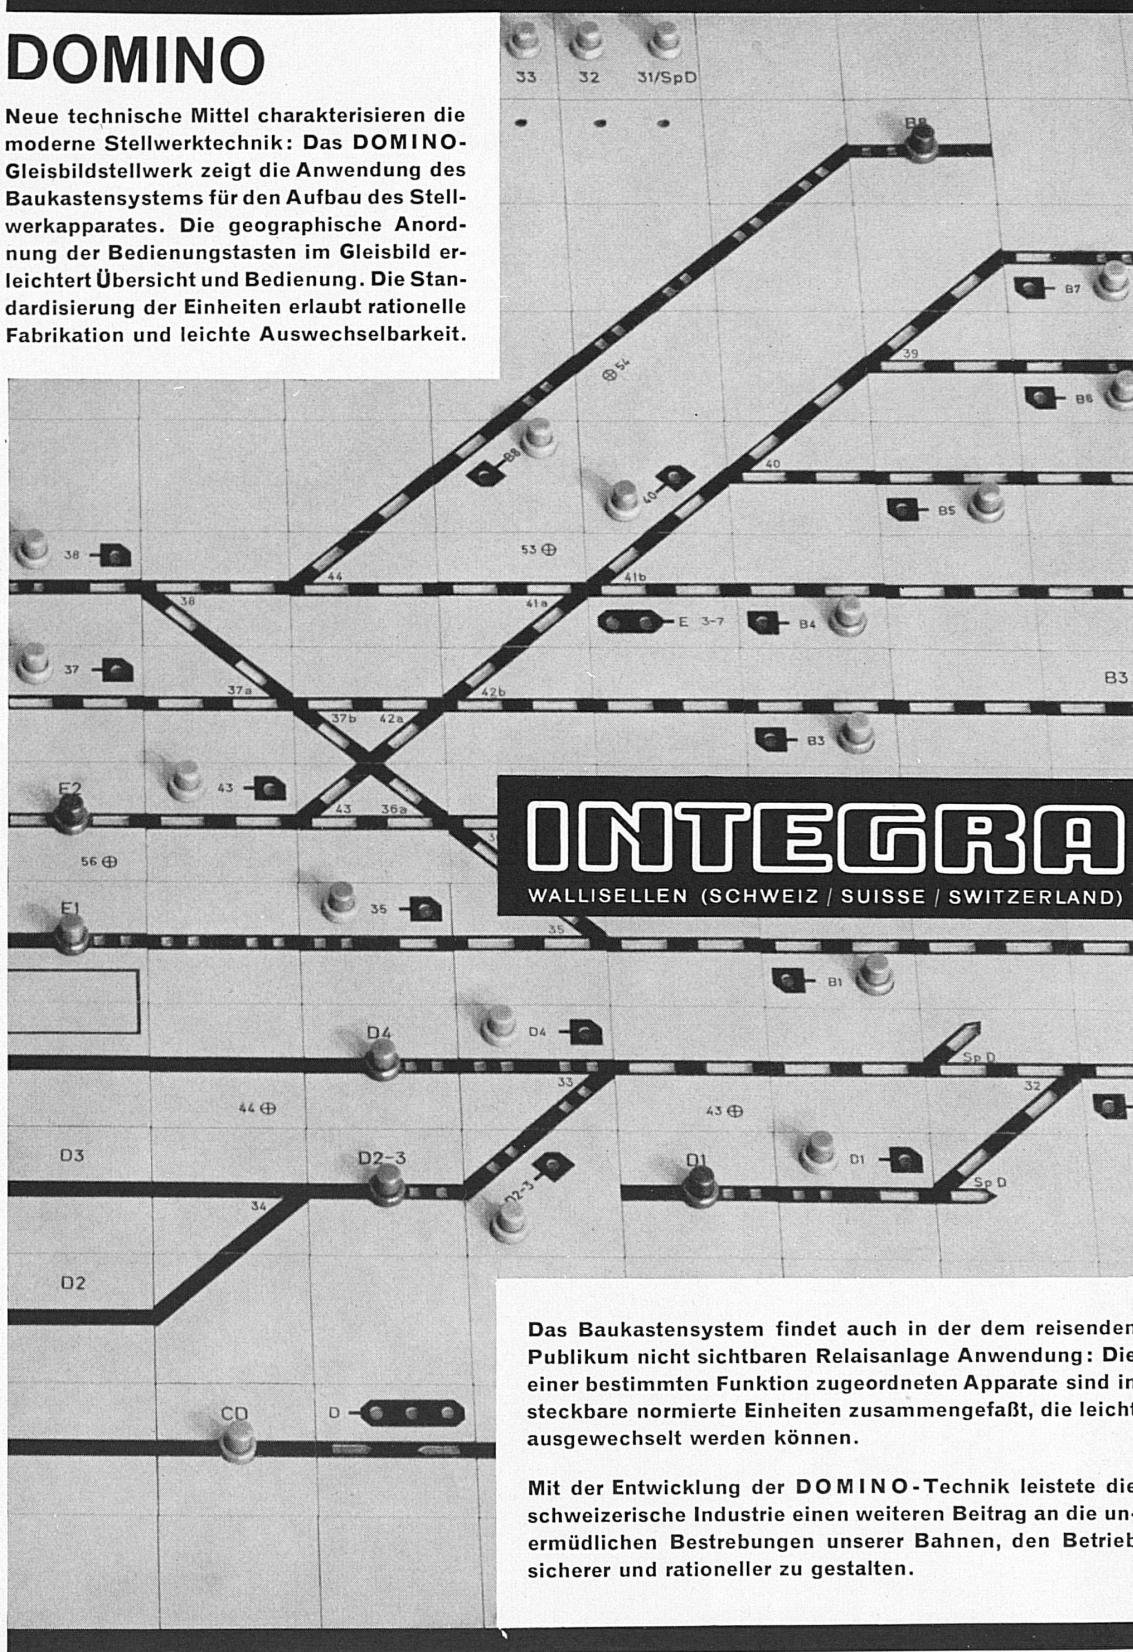 DOMINO
Neue technische Mittel charakterisieren die
moderne Stellwerktechnik: Das DOMINO-
Gleisbildstellwerk zeigt die Anwendung des
Baukastensystems für den Aufbau des Stell-
werkapparates. Die geographische Anord-
nung der Bedienungstasten im Gleisbild er-
leichtert Übersicht und Bedienung. Die Stan-
dardisierung der Einheiten erlaubt rationelle
Fabrikation und leichte Auswechselbarkeit.
33 32 31/SpD
B8
B7
39
54
B6
B8
40
40
B5
38
53
44
41b
38
41a
E 3-7
B4
37
B3
37a
42b
37b 42a
B3
43
E2
43 36a
INTEGRA
WALLISELLEN (SCHWEIZ / SUISSE / SWITZERLAND)
56
35
E1
35
B1
D4
D4
Sp D
33
32
44
43
D3
D2-3
D1
D1
D2-3
Sp D
34
D2
CD
D
Das Baukastensystem findet auch in der dem reisenden
Publikum nicht sichtbaren Relaisanlage Anwendung: Die
einer bestimmten Funktion zugeordneten Apparate sind in
steckbare normierte Einheiten zusammengefaßt, die leicht
ausgewechselt werden können.
Mit der Entwicklung der DOMINO-Technik leistete die
schweizerische Industrie einen weiteren Beitrag an die un-
ermüdlichen Bestrebungen unserer Bahnen, den Betrieb
sicherer und rationeller zu gestalten.